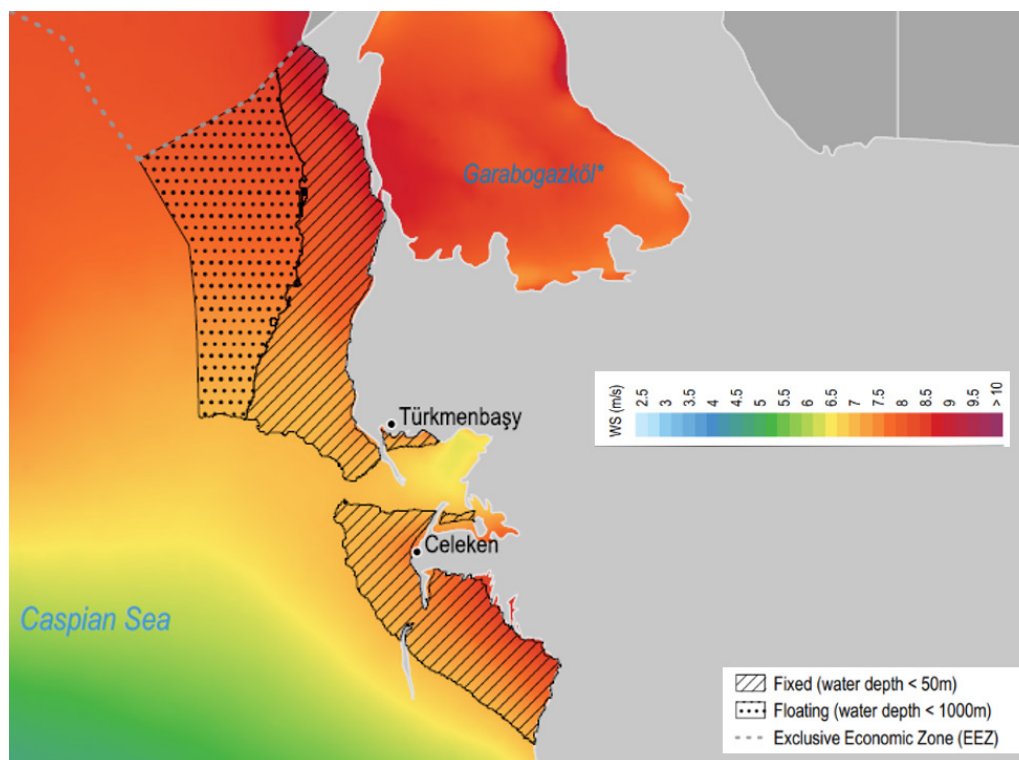 Garabogazköl*
WS (m/s)
2.5
3
3.5
4
4.5
5
5.5
6
6.5
7
7.5
8
8.5
9
9.5
> 10
Türkmenbaşy
Celeken
Caspian Sea
Fixed (water depth < 50m)
Floating (water depth < 1000m)
Exclusive Economic Zone (EEZ)